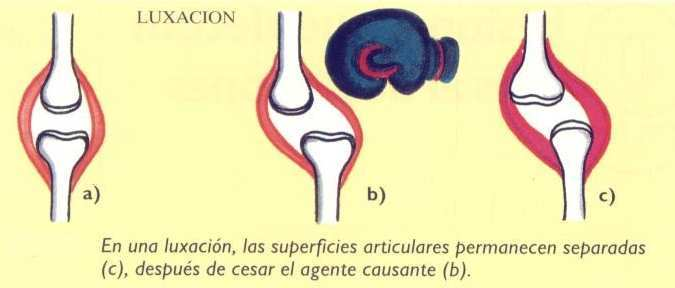 LUXACION
a)
b)
c)
En una luxación, las superficies articulares permanecen separadas
(c), después de cesar el agente causante (b).